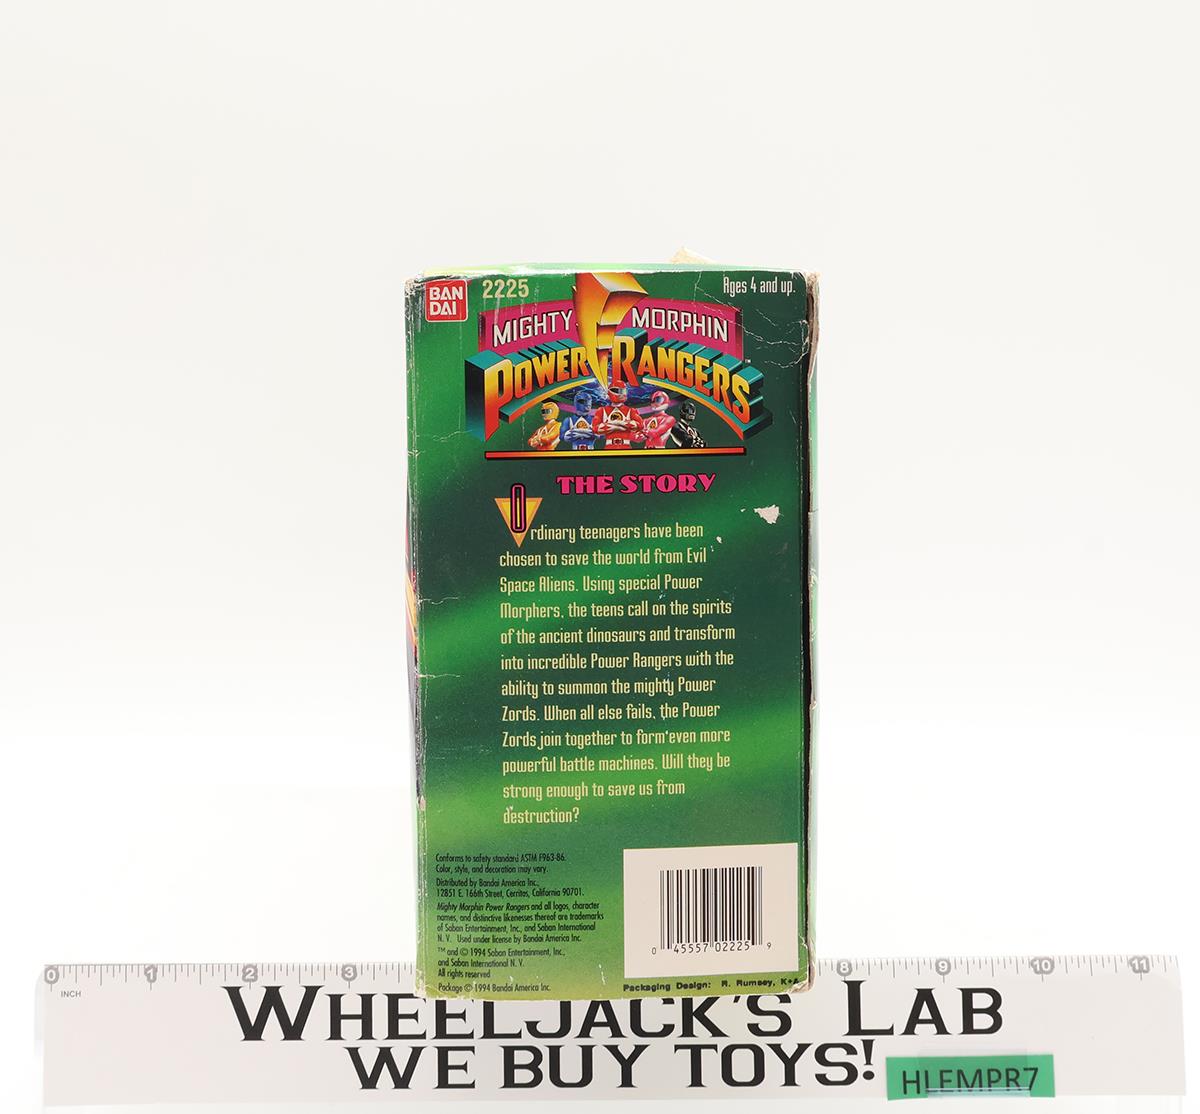 BAN
DAI
2225
Ages 4 and up.
MIGHTY MORPHIN
POWER RANGERS
™
THE STORY
Ordinary teenagers have been
chosen to save the world from Evil
Space Aliens. Using special Power
Morphers, the teens call on the spirits
of the ancient dinosaurs and transform
into incredible Power Rangers with the
ability to summon the mighty Power
Zords. When all else fails, the Power
Zords join together to form even more
powerful battle machines. Will they be
strong enough to save us from
destruction?
Conforms to safety standard ASTM F963-86.
Color, style, and decoration may vary.
Distributed by Bandai America Inc.,
12851 E. 166th Street, Cerritos, California 90701.
Mighty Morphin Power Rangers and all logos, character
names, and distinctive likenesses thereof are trademarks
of Saban Entertainment, Inc., and Saban International
N. V. Used under license by Bandai America Inc.
™ and © 1994 Saban Entertainment, Inc.,
and Saban International N. V.
All rights reserved
Package © 1994 Bandai America Inc.
0 45557 02225 9
Packaging Design: R. Rumsey, K+A
0 1 2 3 8 9 10 11
INCH
WHEELJACK'S LAB
WE BUY TOYS!
HLEMPR7